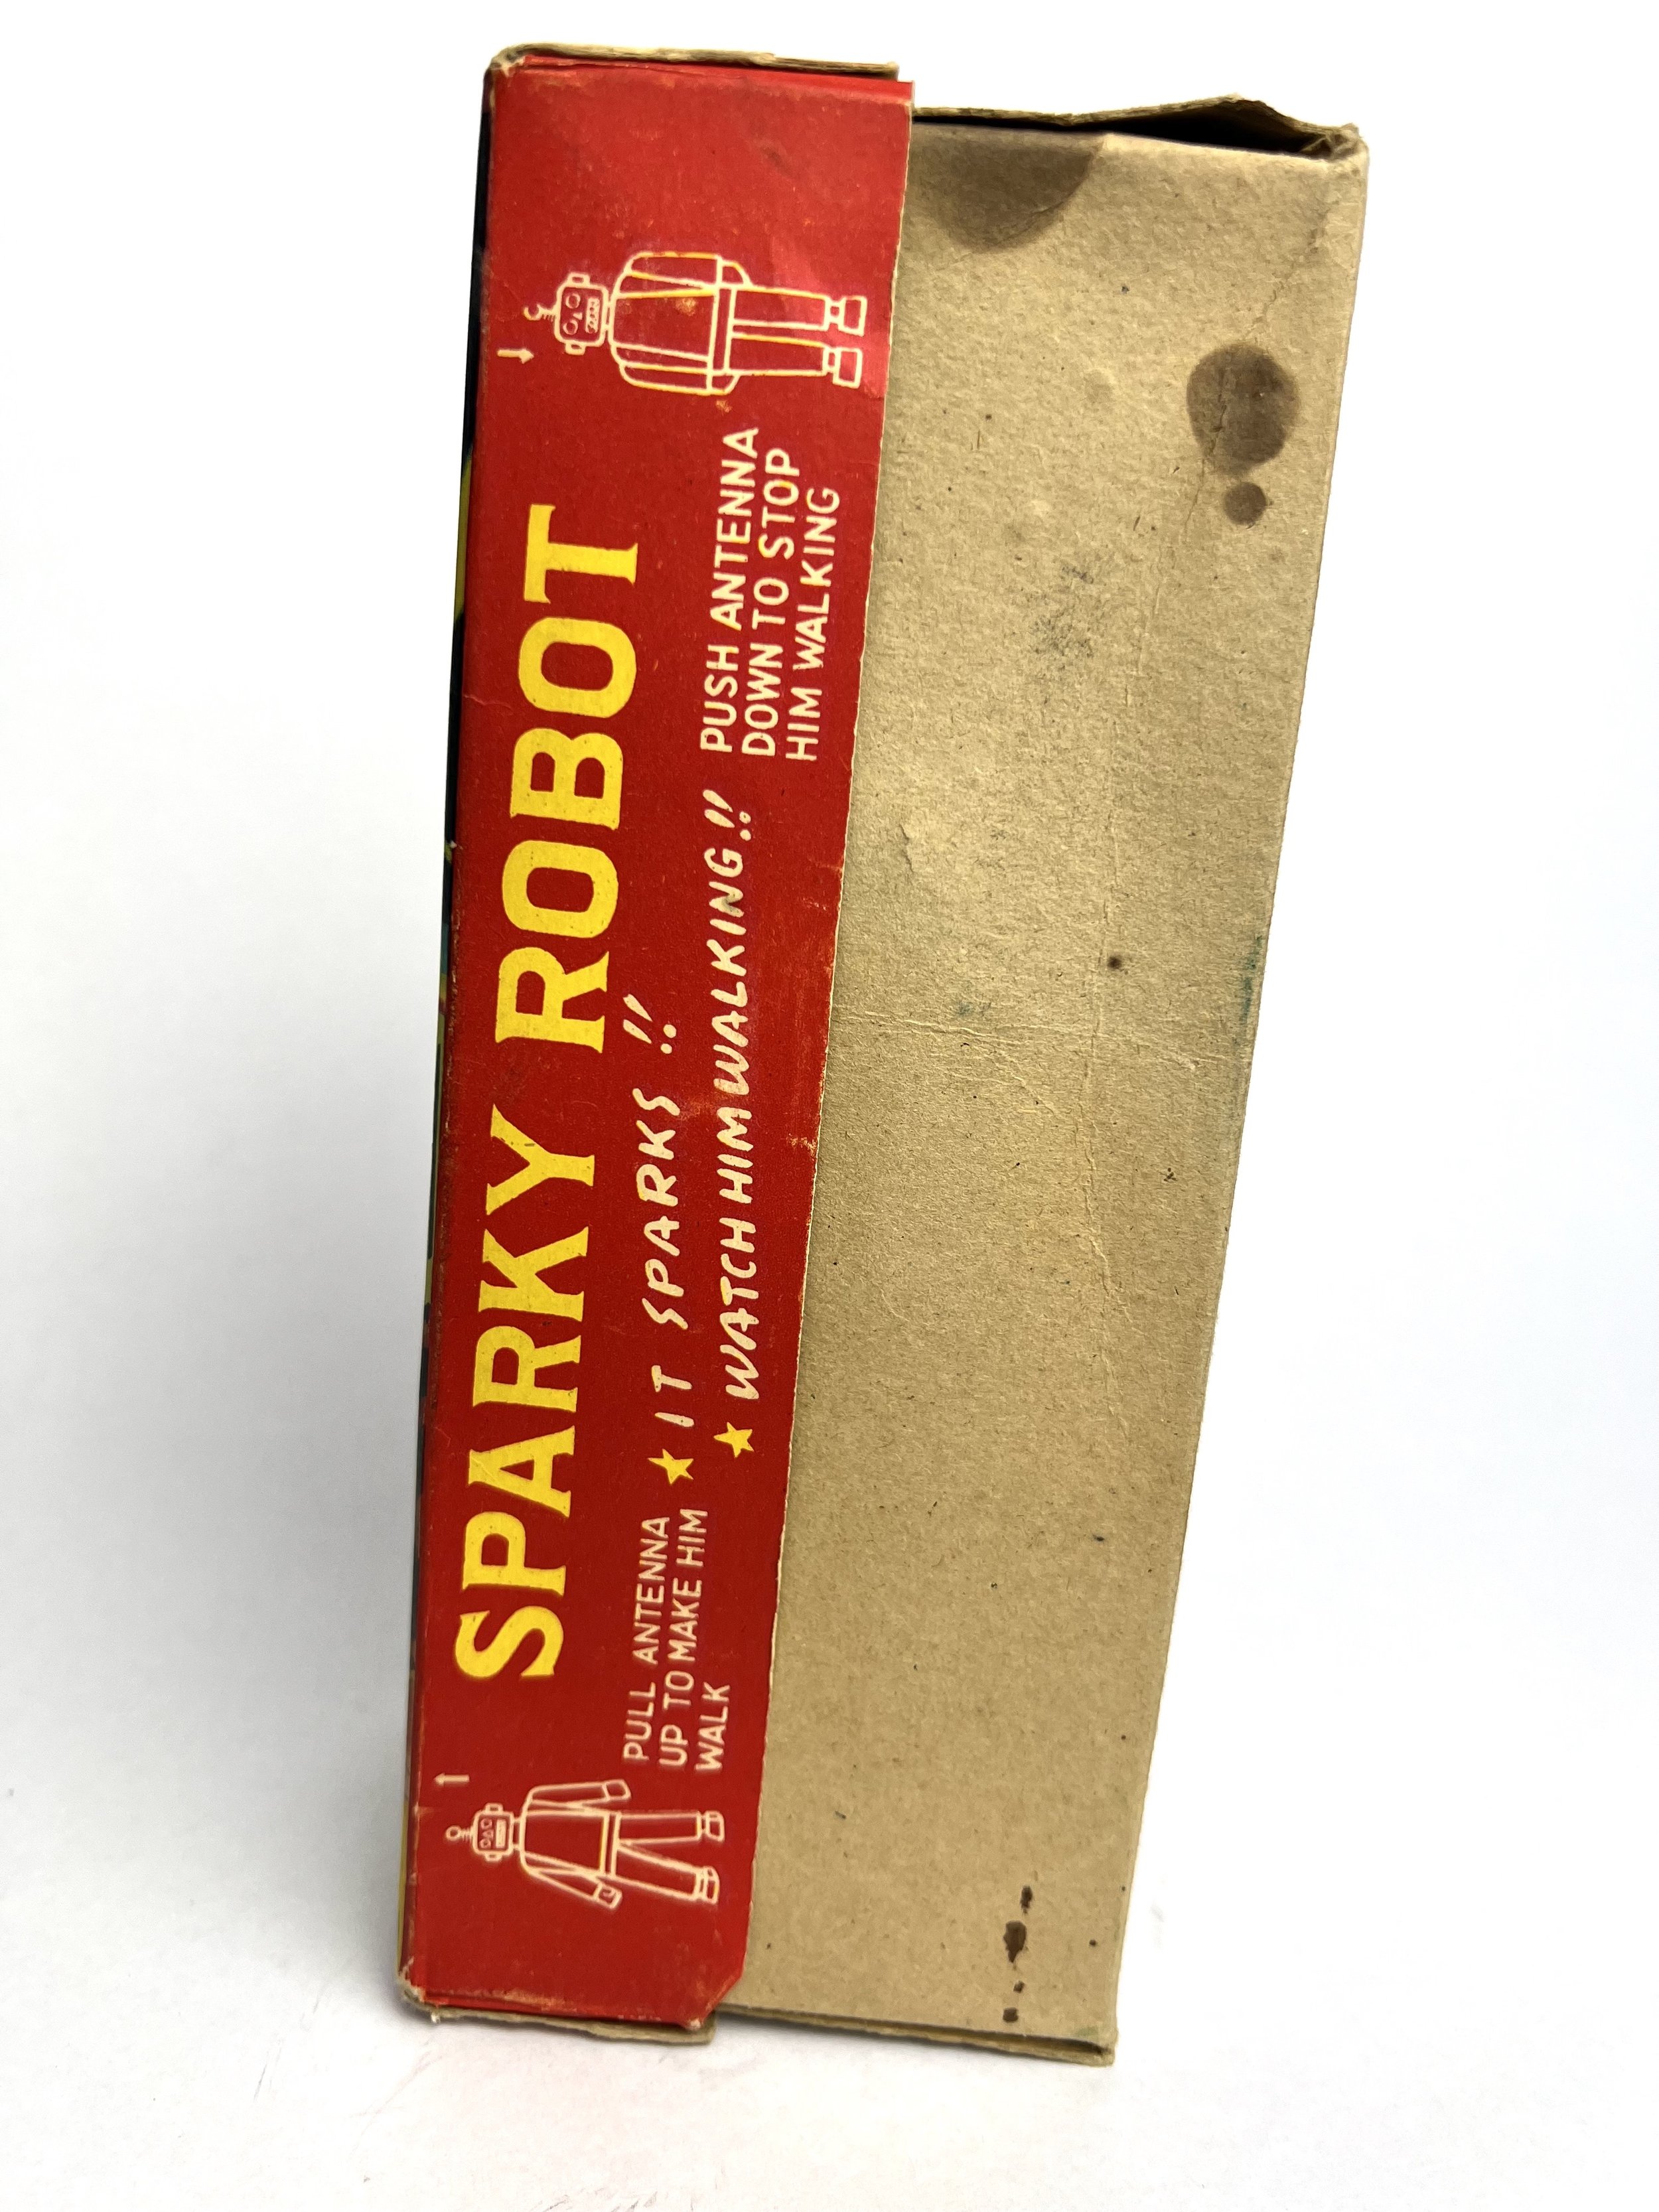 SPARKY ROBOT
PULL ANTENNA
UP TO MAKE HIM
WALK
★ IT SPARKS!!
★ WATCH HIM WALKING!!
PUSH ANTENNA
DOWN TO STOP
HIM WALKING